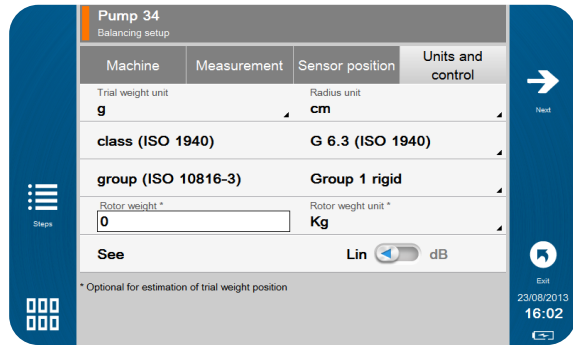 Pump 34
Balancing setup
Machine
Measurement
Sensor position
Units and
control
Trial weight unit
g
Radius unit
cm
class (ISO 1940)
G 6.3 (ISO 1940)
group (ISO 10816-3)
Group 1 rigid
Rotor weight *
0
Rotor weght unit *
Kg
See
Lin
dB
* Optional for estimation of trial weight position
Steps
Next
Exit
23/08/2013
16:02